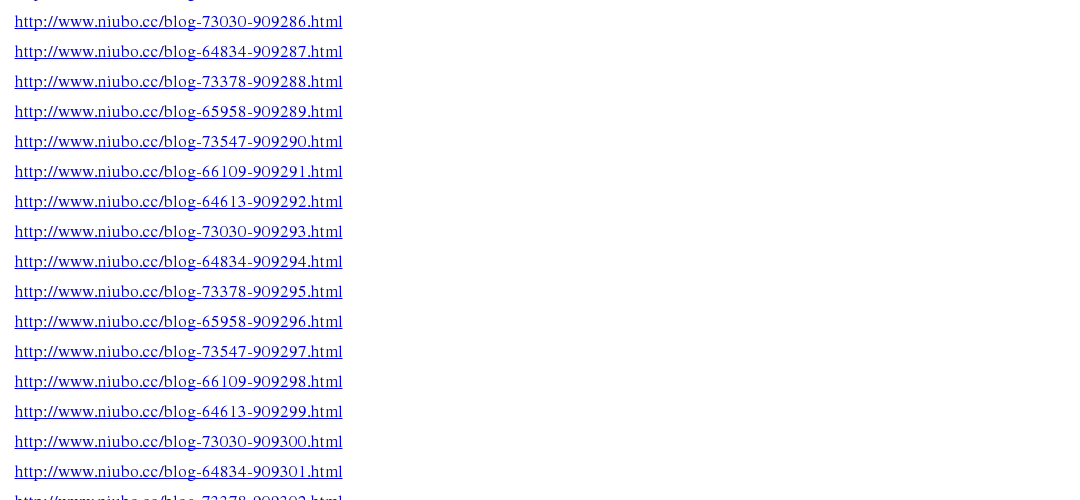 http://www.niubo.cc/blog-73030-909286.html
http://www.niubo.cc/blog-64834-909287.html
http://www.niubo.cc/blog-73378-909288.html
http://www.niubo.cc/blog-65958-909289.html
http://www.niubo.cc/blog-73547-909290.html
http://www.niubo.cc/blog-66109-909291.html
http://www.niubo.cc/blog-64613-909292.html
http://www.niubo.cc/blog-73030-909293.html
http://www.niubo.cc/blog-64834-909294.html
http://www.niubo.cc/blog-73378-909295.html
http://www.niubo.cc/blog-65958-909296.html
http://www.niubo.cc/blog-73547-909297.html
http://www.niubo.cc/blog-66109-909298.html
http://www.niubo.cc/blog-64613-909299.html
http://www.niubo.cc/blog-73030-909300.html
http://www.niubo.cc/blog-64834-909301.html